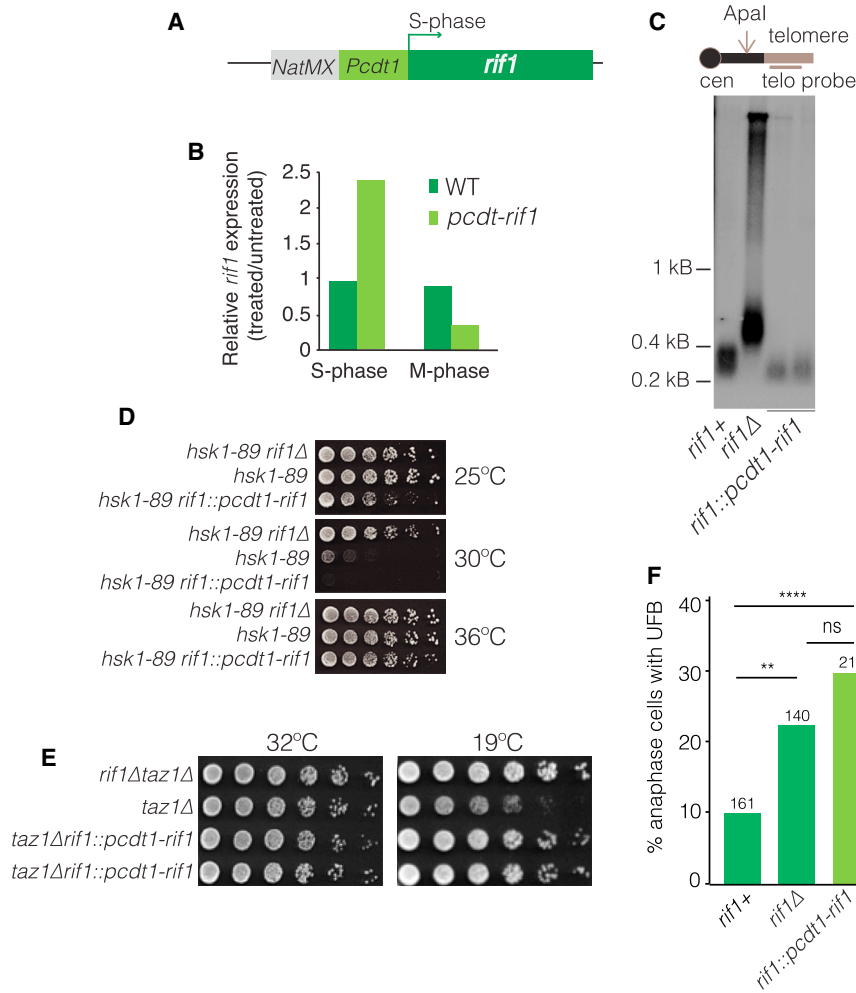 A
S-phase
NatMX
Pcdt1
rif1
B
Relative rif1 expression
(treated/untreated)
2.5
2
1.5
1
0.5
0
WT
pcdt-rif1
S-phase
M-phase
C
ApaI
telomere
cen
telo probe
1 kB
0.4 kB
0.2 kB
rif1+
rif1Δ
rif1::pcdt1-rif1
D
hsk1-89 rif1Δ
hsk1-89
hsk1-89 rif1::pcdt1-rif1
25°C
hsk1-89 rif1Δ
hsk1-89
hsk1-89 rif1::pcdt1-rif1
30°C
hsk1-89 rif1Δ
hsk1-89
hsk1-89 rif1::pcdt1-rif1
36°C
E
32°C
19°C
rif1Δtaz1Δ
taz1Δ
taz1Δrif1::pcdt1-rif1
taz1Δrif1::pcdt1-rif1
F
% anaphase cells with UFB
40
30
20
10
0
****
**
ns
161
140
21
rif1+
rif1Δ
rif1::pcdt1-rif1